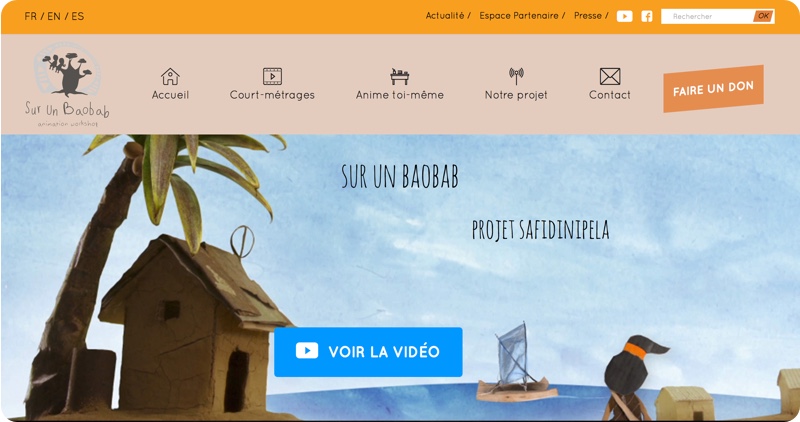 FR / EN / ES
Actualité / Espace Partenaire / Presse /
Rechercher
OK
Sur Un Baobab
animation workshops
Accueil
Court-métrages
Anime toi-même
Notre projet
Contact
FAIRE UN DON
SUR UN BAOBAB
PROJET SAFIDINIPELA
VOIR LA VIDÉO